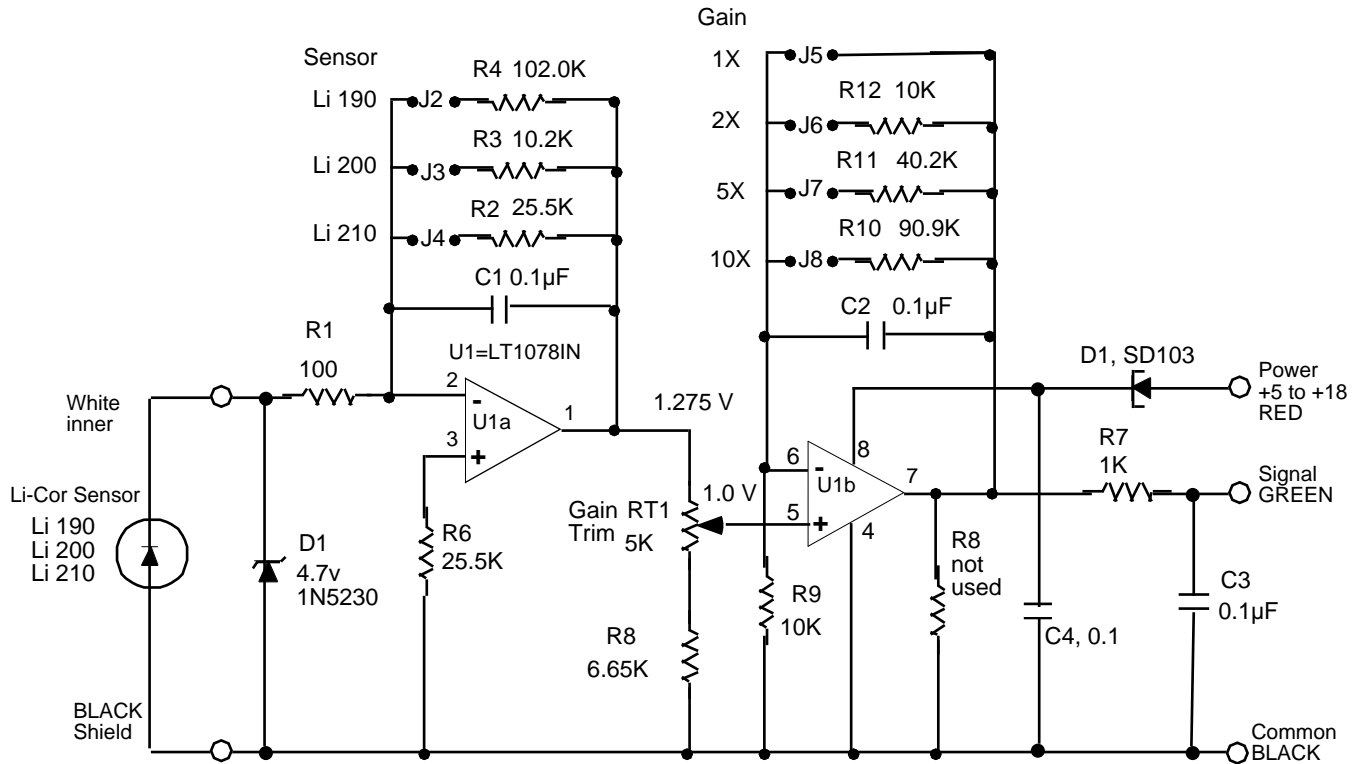 Gain
1X J5
Sensor
R4 102.0K
R12 10K
Li 190 J2
2X J6
R3 10.2K
R11 40.2K
Li 200 J3
5X J7
R2 25.5K
R10 90.9K
Li 210 J4
10X J8
C1 0.1µF
C2 0.1µF
R1
100
U1=LT1078IN
D1, SD103
Power
+5 to +18
RED
White
inner
2
-
U1a
3
+
1
1.275 V
R7
1K
Signal
GREEN
6
-
U1b
8
7
5
+
4
1.0 V
Li-Cor Sensor
Li 190
Li 200
Li 210
D1
4.7v
1N5230
R6
25.5K
Gain RT1
Trim 5K
R8
not
used
R9
10K
C3
0.1µF
C4, 0.1
R8
6.65K
BLACK
Shield
Common
BLACK